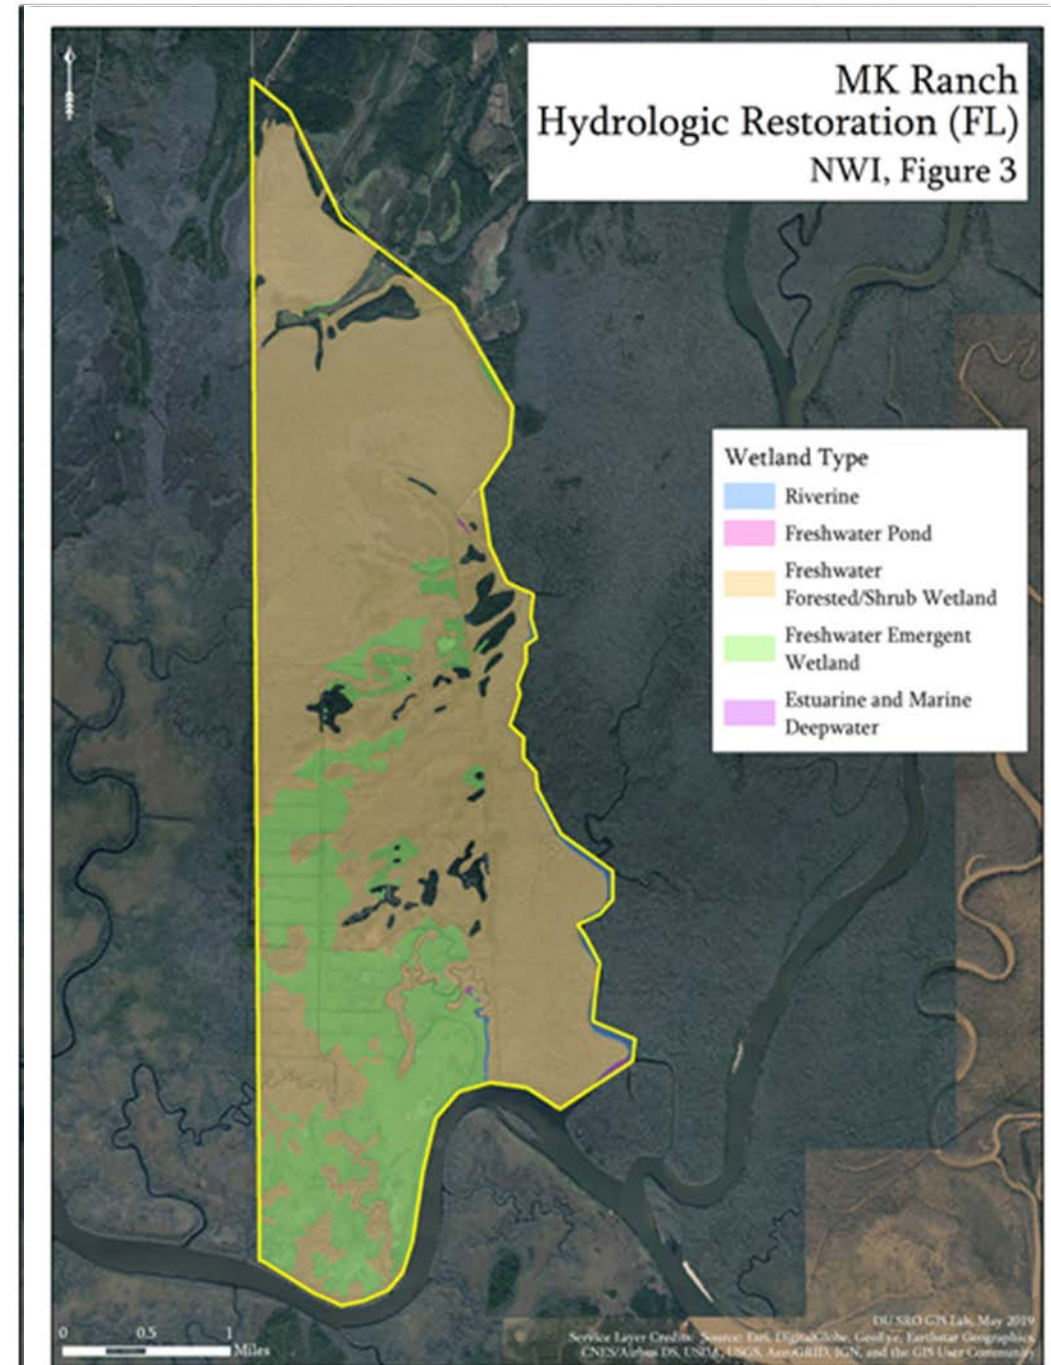 MK Ranch
Hydrologic Restoration (FL)
NWI, Figure 3
Wetland Type
Riverine
Freshwater Pond
Freshwater
Forested/Shrub Wetland
Freshwater Emergent
Wetland
Estuarine and Marine
Deepwater
0 0.5 1
Miles
DU SRO GIS Lab, May 2019
Service Layer Credits: Source: Esri, DigitalGlobe, GeoEye, Earthstar Geographics,
CNES/Airbus DS, USDA, USGS, AeroGRID, IGN, and the GIS User Community